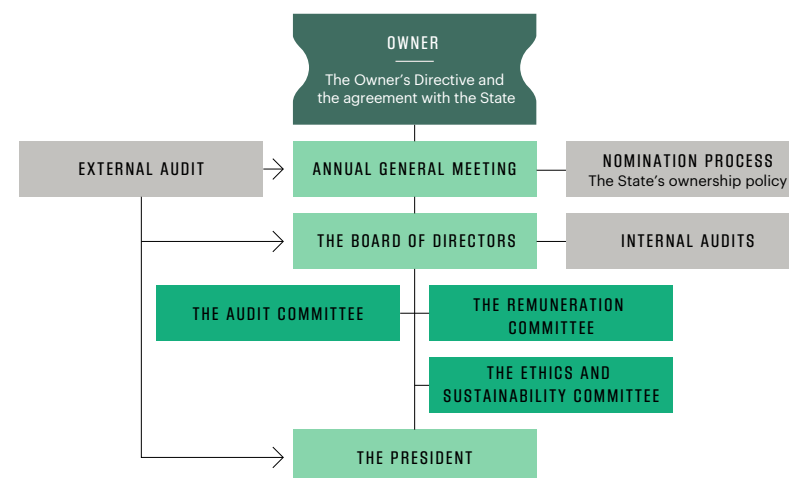 OWNER
The Owner's Directive and
the agreement with the State
EXTERNAL AUDIT
ANNUAL GENERAL MEETING
NOMINATION PROCESS
The State's ownership policy
THE BOARD OF DIRECTORS
INTERNAL AUDITS
THE AUDIT COMMITTEE
THE REMUNERATION
COMMITTEE
THE ETHICS AND
SUSTAINABILITY COMMITTEE
THE PRESIDENT